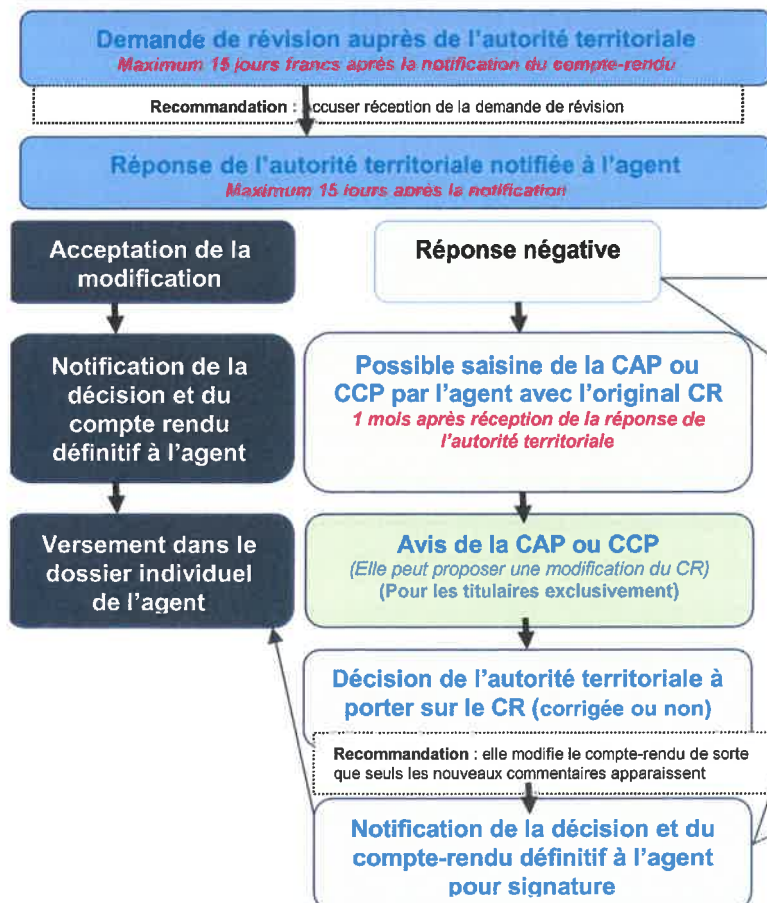 Demande de révision auprès de l'autorité territoriale
Maximum 15 jours francs après la notification du compte-rendu
Recommandation : Accuser réception de la demande de révision
Réponse de l'autorité territoriale notifiée à l'agent
Maximum 15 jours après la notification
Acceptation de la
modification
Réponse négative
Notification de la
décision et du
compte rendu
définitif à l'agent
Possible saisine de la CAP ou
CCP par l'agent avec l'original CR
1 mois après réception de la réponse de
l'autorité territoriale
Versement dans le
dossier individuel
de l'agent
Avis de la CAP ou CCP
(Elle peut proposer une modification du CR)
(Pour les titulaires exclusivement)
Décision de l'autorité territoriale à
porter sur le CR (corrigée ou non)
Recommandation : elle modifie le compte-rendu de sorte
que seuls les nouveaux commentaires apparaissent
Notification de la décision et du
compte-rendu définitif à l'agent
pour signature